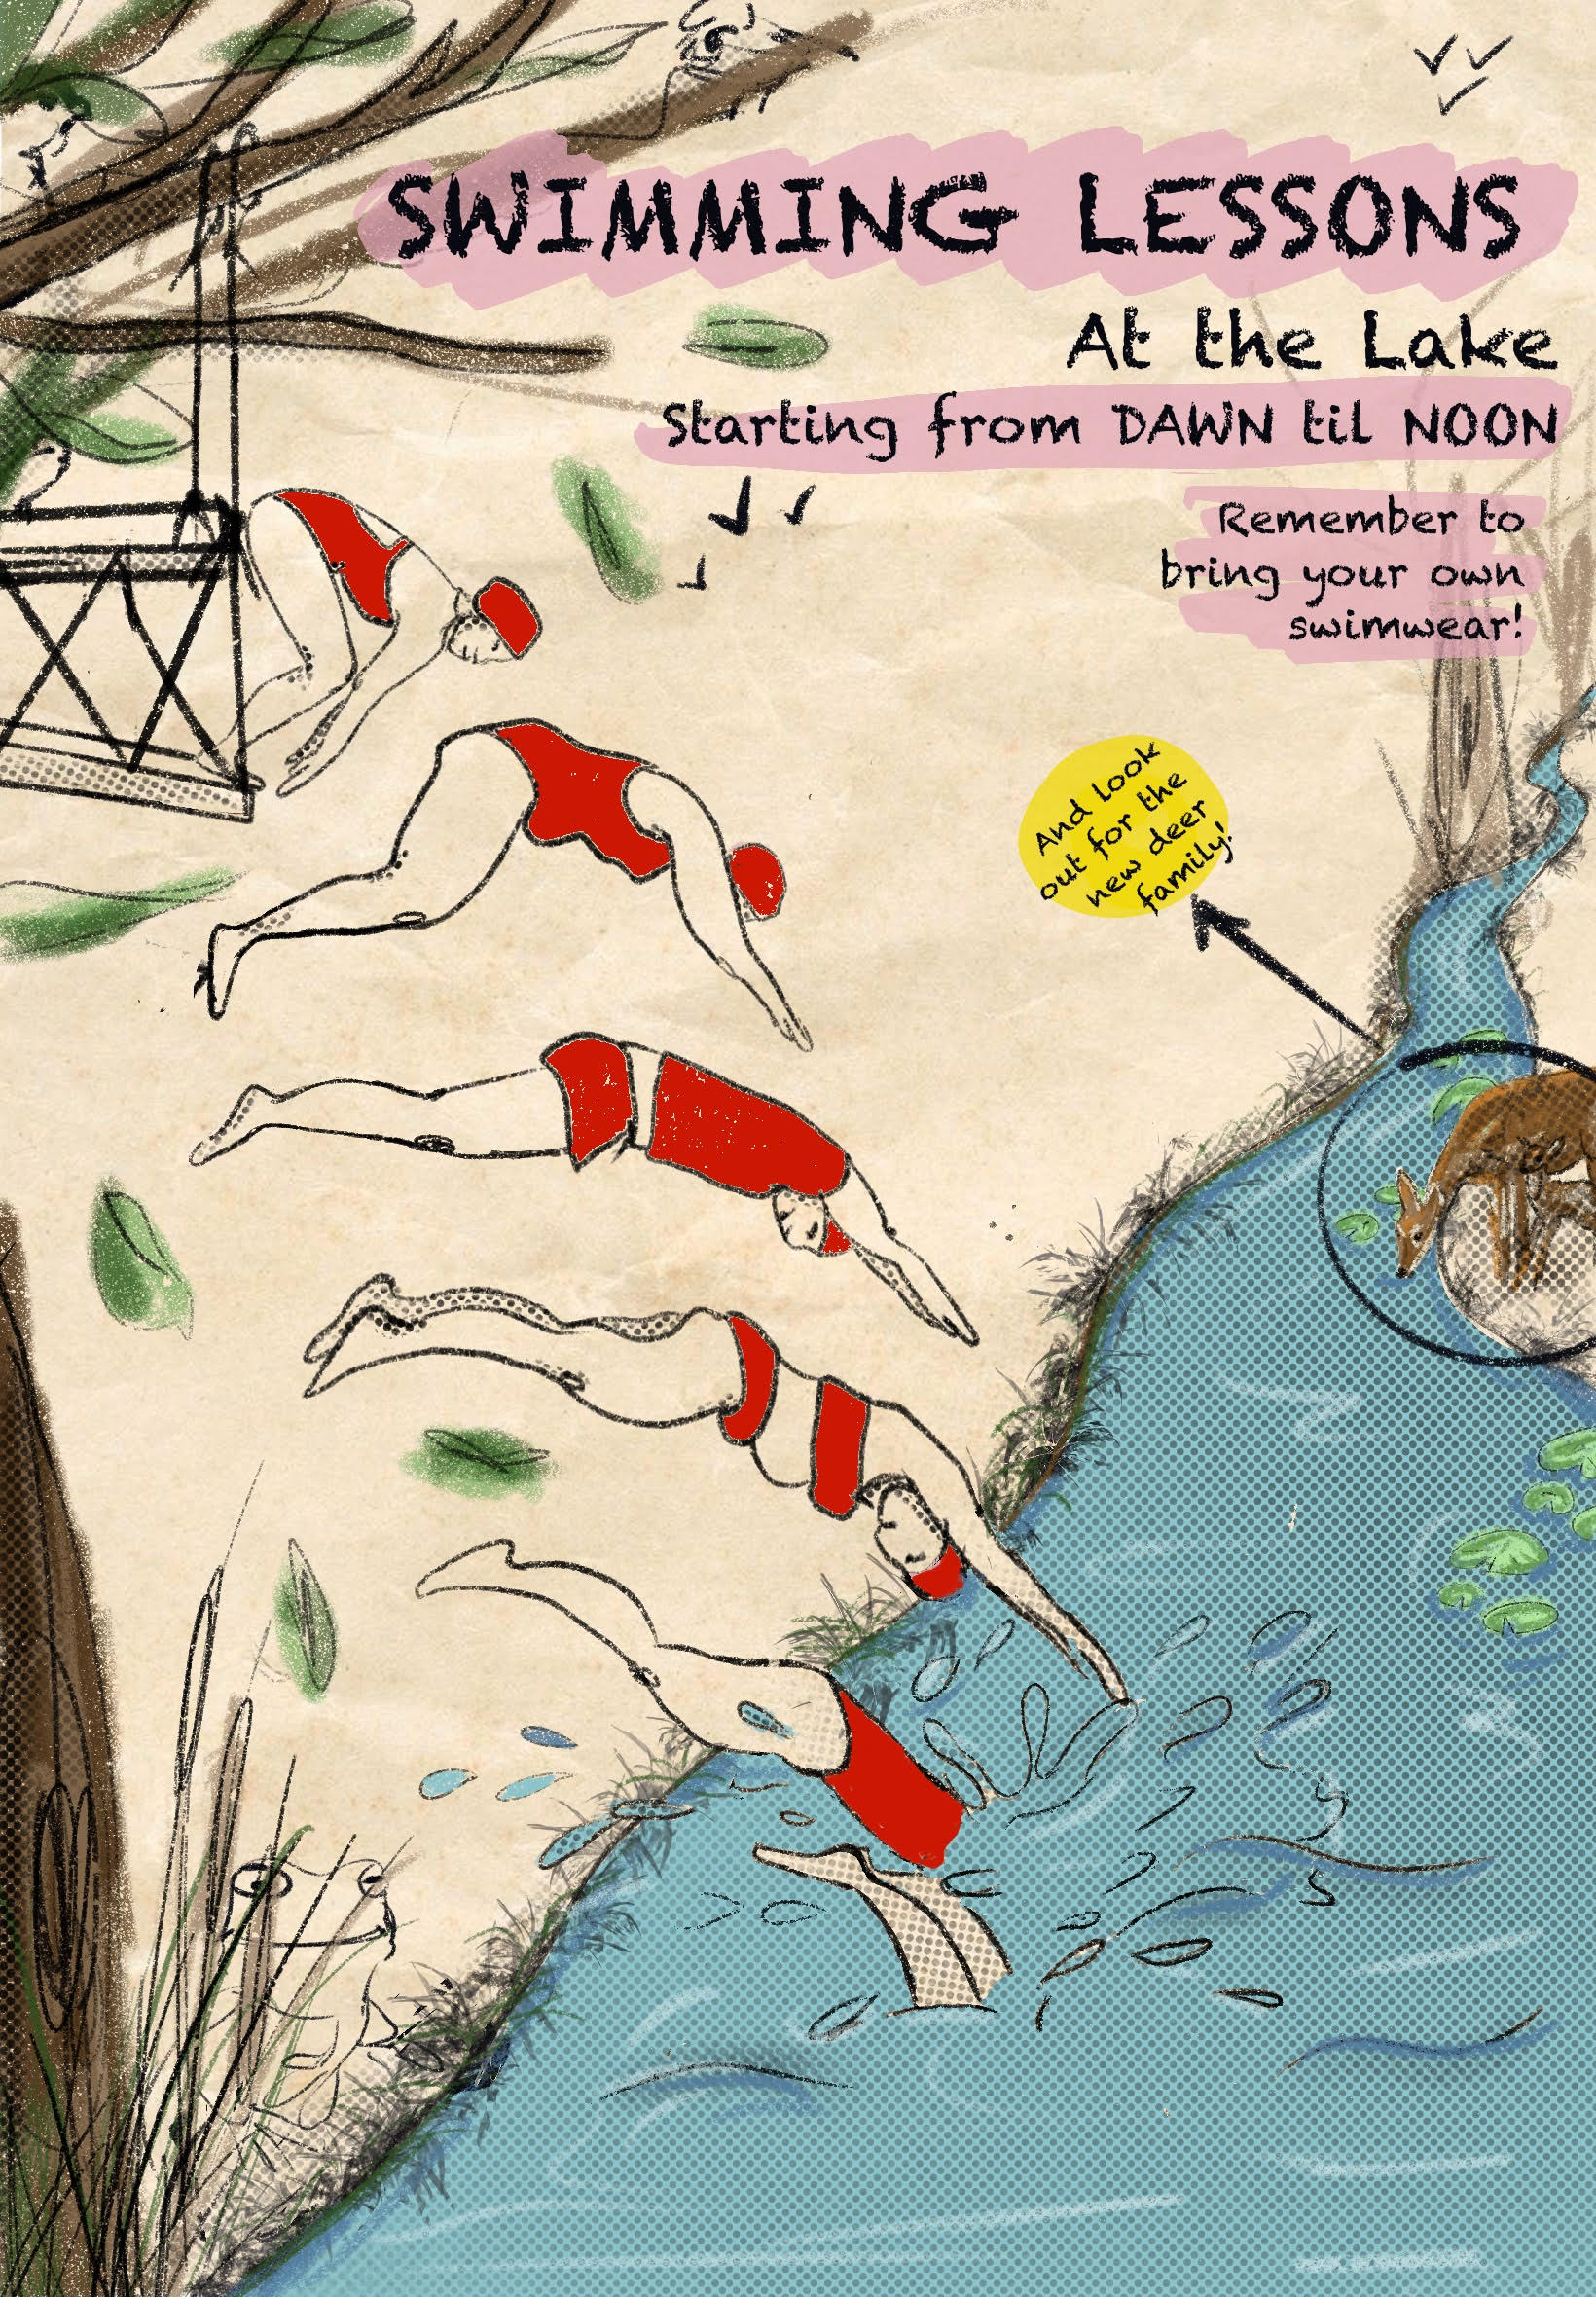 SWIMMING LESSONS
At the Lake
Starting from DAWN til NOON
Remember to
bring your own
swimwear!
And Look
out for the
new deer
family!